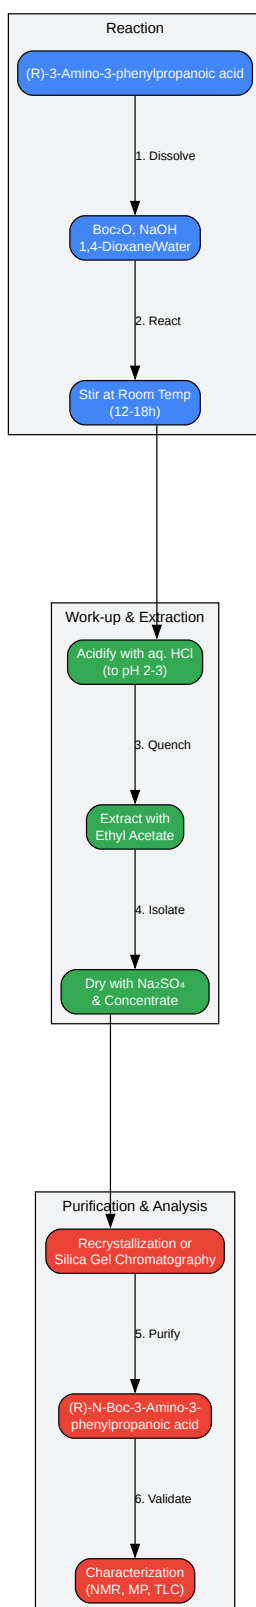 Reaction
(R)-3-Amino-3-phenylpropanoic acid
1. Dissolve
Boc₂O, NaOH
1,4-Dioxane/Water
2. React
Stir at Room Temp
(12-18h)
Work-up & Extraction
Acidify with aq. HCl
(to pH 2-3)
3. Quench
Extract with
Ethyl Acetate
4. Isolate
Dry with Na₂SO₄
& Concentrate
Purification & Analysis
Recrystallization or
Silica Gel Chromatography
5. Purify
(R)-N-Boc-3-Amino-3-
phenylpropanoic acid
6. Validate
Characterization
(NMR, MP, TLC)